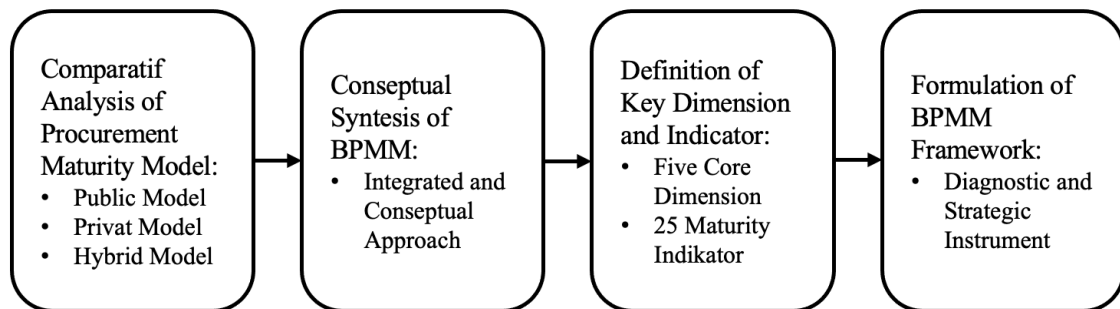 Comparatif
Analysis of
Procurement
Maturity Model:
• Public Model
• Privat Model
• Hybrid Model
Conseptual
Syntesis of
BPMM:
• Integrated and
Conceptual
Approach
Definition of
Key Dimension
and Indicator:
• Five Core
Dimension
• 25 Maturity
Indikator
Formulation of
BPMM
Framework:
• Diagnostic and
Strategic
Instrument